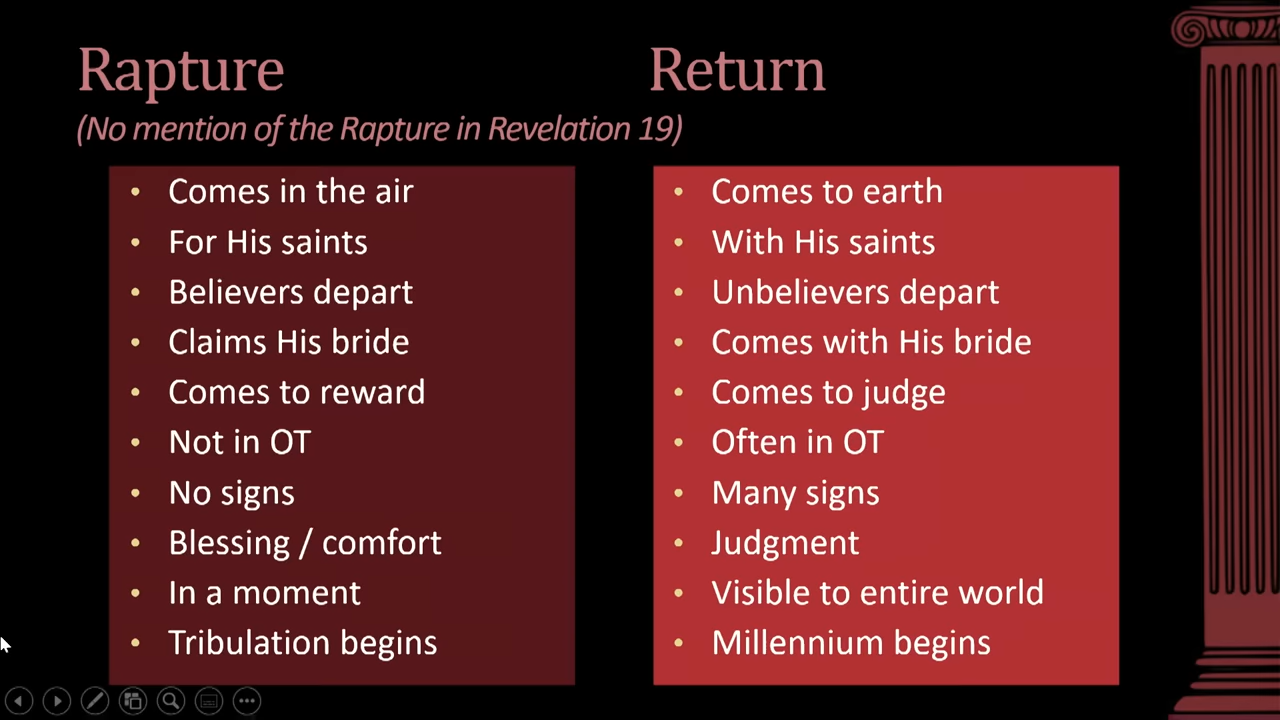 Rapture
Return
(No mention of the Rapture in Revelation 19)
• Comes in the air
• For His saints
• Believers depart
• Claims His bride
• Comes to reward
• Not in OT
• No signs
• Blessing / comfort
• In a moment
• Tribulation begins
• Comes to earth
• With His saints
• Unbelievers depart
• Comes with His bride
• Comes to judge
• Often in OT
• Many signs
• Judgment
• Visible to entire world
• Millennium begins